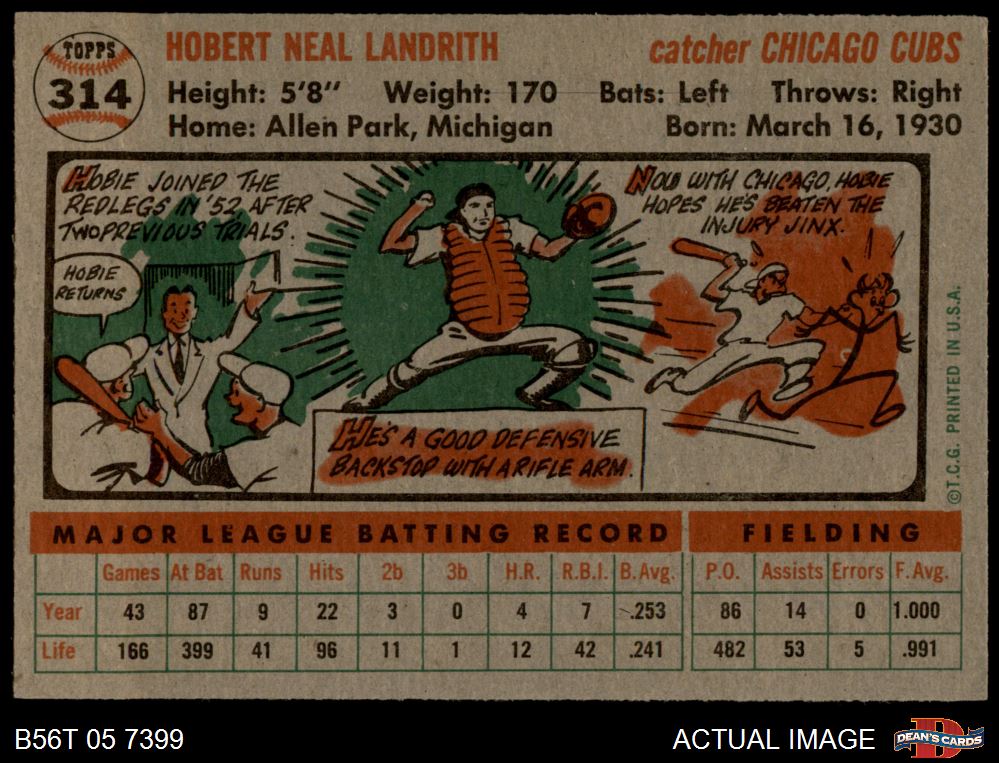 TOPPS
314
HOBERT NEAL LANDRITH
catcher CHICAGO CUBS
Height: 5'8" Weight: 170 Bats: Left Throws: Right
Home: Allen Park, Michigan Born: March 16, 1930
HOBIE JOINED THE
REDLEGS IN '52 AFTER
TWO PREVIOUS TRIALS.
HOBIE
RETURNS
HE'S A GOOD DEFENSIVE
BACKSTOP WITH A RIFLE ARM.
NOW WITH CHICAGO, HOBIE
HOPES HE'S BEATEN THE
INJURY JINX.
©T.C.G. PRINTED IN U.S.A.
MAJOR LEAGUE BATTING RECORD FIELDING
Games At Bat Runs Hits 2b 3b H.R. R.B.I. B.Avg. P.O. Assists Errors F.Avg.
Year 43 87 9 22 3 0 4 7 .253 86 14 0 1.000
Life 166 399 41 96 11 1 12 42 .241 482 53 5 .991
B56T 05 7399
ACTUAL IMAGE
D
DEAN'S CARDS